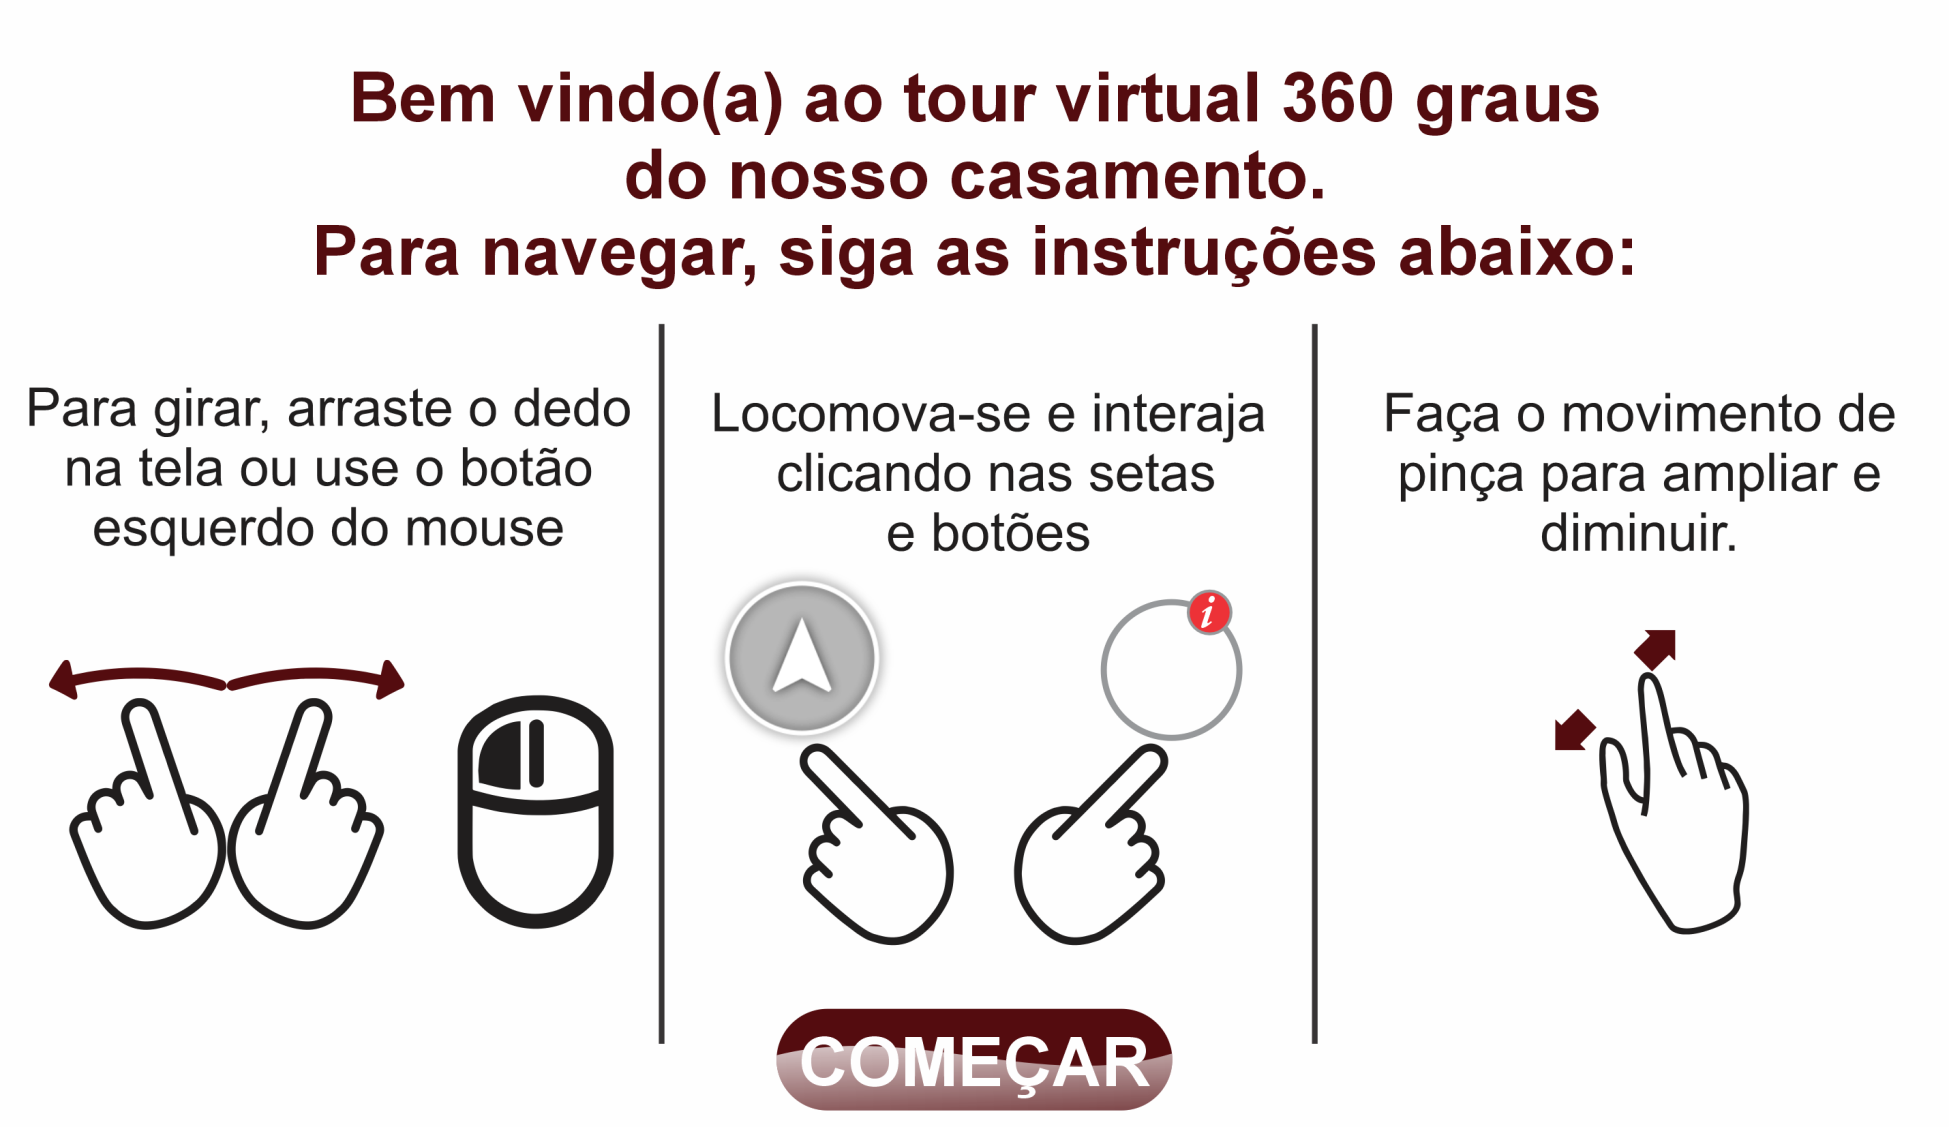 Bem vindo(a) ao tour virtual 360 graus
do nosso casamento.
Para navegar, siga as instruções abaixo:
Para girar, arraste o dedo
na tela ou use o botão
esquerdo do mouse
Locomova-se e interaja
clicando nas setas
e botões
i
Faça o movimento de
pinça para ampliar e
diminuir.
COMEÇAR